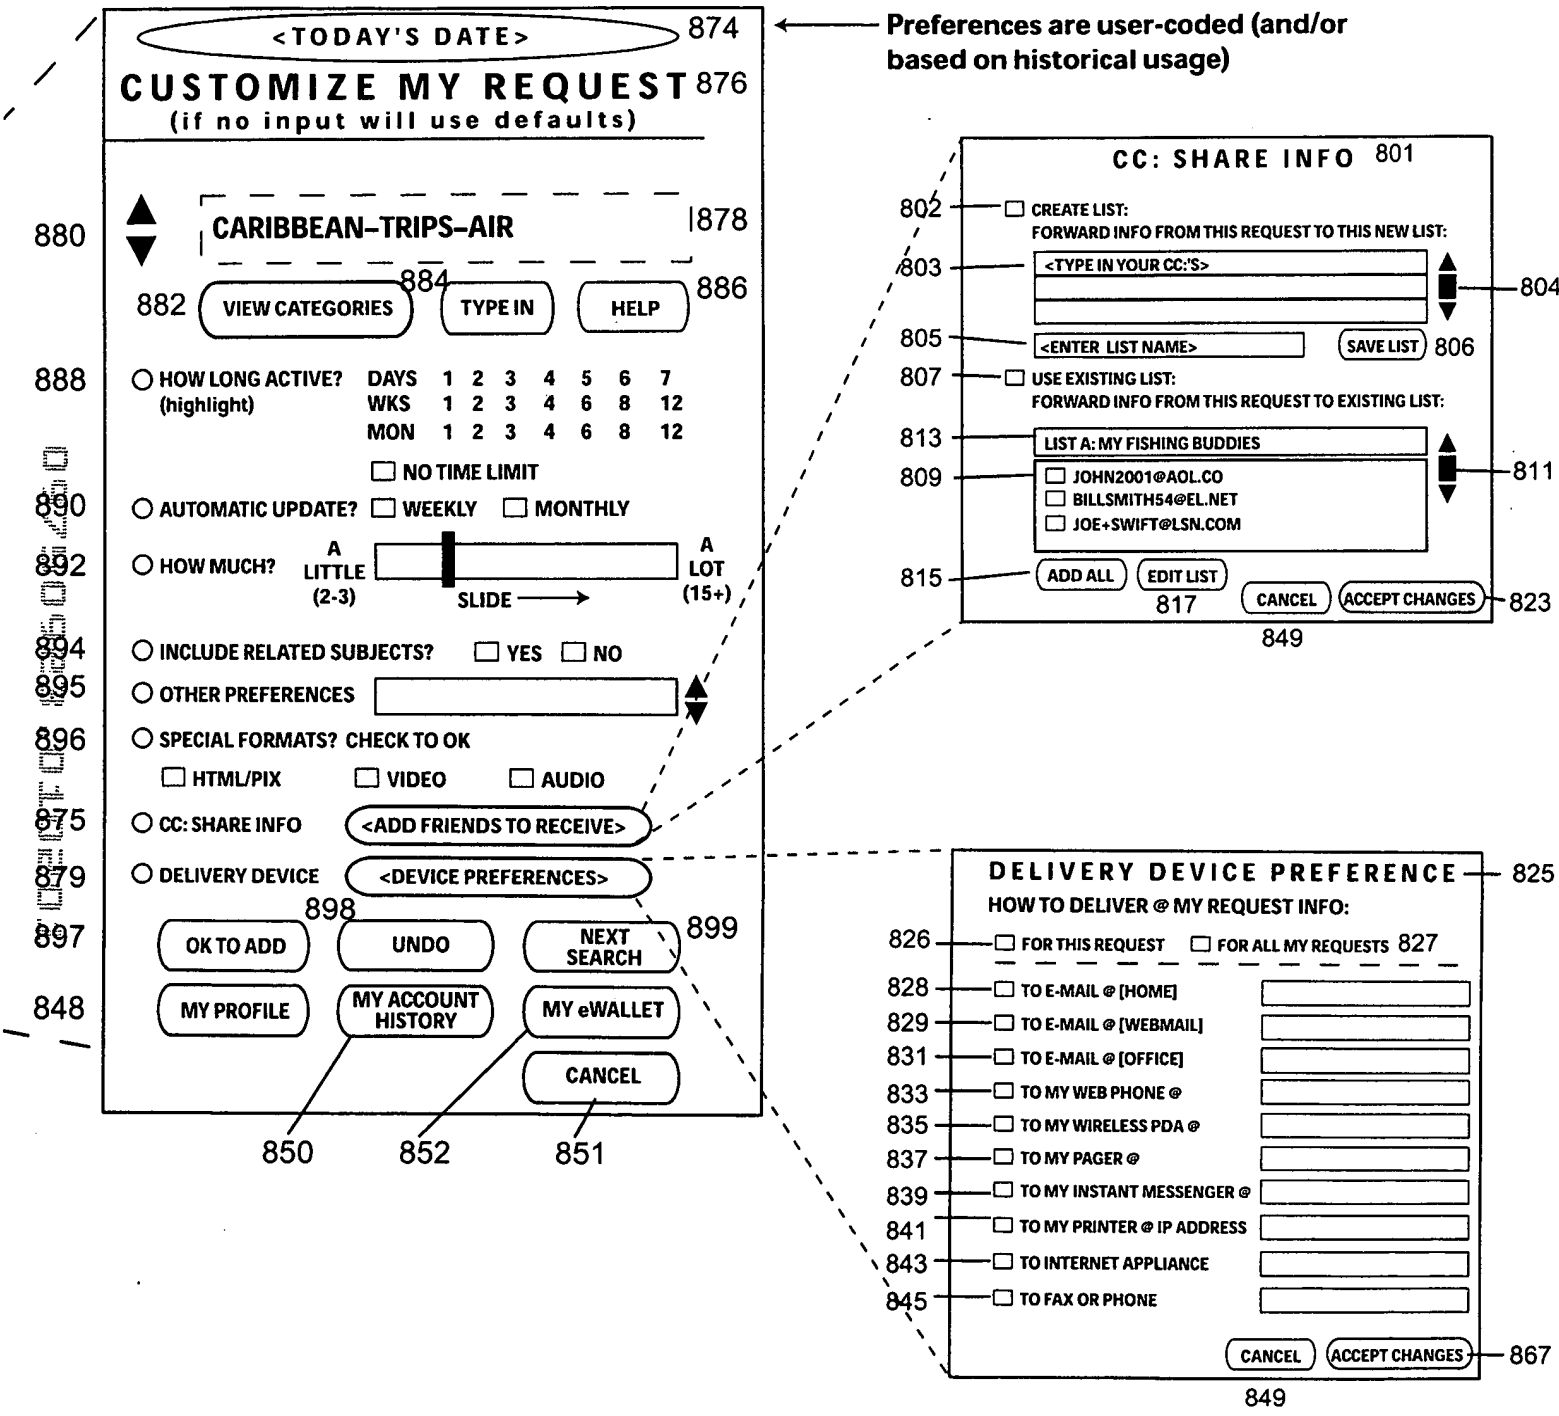 <TODAY'S DATE> 874
Preferences are user-coded (and/or
based on historical usage)
CUSTOMIZE MY REQUEST 876
(if no input will use defaults)
880
CARIBBEAN–TRIPS–AIR 878
882 VIEW CATEGORIES 884 TYPE IN HELP 886
888 HOW LONG ACTIVE? DAYS 1 2 3 4 5 6 7
(highlight) WKS 1 2 3 4 6 8 12
MON 1 2 3 4 6 8 12
NO TIME LIMIT
890 AUTOMATIC UPDATE? WEEKLY MONTHLY
892 HOW MUCH? A LITTLE (2-3) SLIDE A LOT (15+)
894 INCLUDE RELATED SUBJECTS? YES NO
895 OTHER PREFERENCES
896 SPECIAL FORMATS? CHECK TO OK
HTML/PIX VIDEO AUDIO
875 CC: SHARE INFO <ADD FRIENDS TO RECEIVE>
879 DELIVERY DEVICE <DEVICE PREFERENCES>
897 OK TO ADD 898 UNDO NEXT SEARCH 899
848 MY PROFILE MY ACCOUNT HISTORY MY eWALLET
CANCEL
850 852 851
CC: SHARE INFO 801
802 CREATE LIST:
FORWARD INFO FROM THIS REQUEST TO THIS NEW LIST:
803 <TYPE IN YOUR CC:'S>
804
805 <ENTER LIST NAME> SAVE LIST 806
807 USE EXISTING LIST:
FORWARD INFO FROM THIS REQUEST TO EXISTING LIST:
813 LIST A: MY FISHING BUDDIES
809 JOHN2001@AOL.CO 811
BILLSMITH54@EL.NET
JOE+SWIFT@LSN.COM
815 ADD ALL EDIT LIST
817 CANCEL ACCEPT CHANGES 823
849
DELIVERY DEVICE PREFERENCE 825
HOW TO DELIVER @ MY REQUEST INFO:
826 FOR THIS REQUEST FOR ALL MY REQUESTS 827
828 TO E-MAIL @ [HOME]
829 TO E-MAIL @ [WEBMAIL]
831 TO E-MAIL @ [OFFICE]
833 TO MY WEB PHONE @
835 TO MY WIRELESS PDA @
837 TO MY PAGER @
839 TO MY INSTANT MESSENGER @
841 TO MY PRINTER @ IP ADDRESS
843 TO INTERNET APPLIANCE
845 TO FAX OR PHONE
CANCEL ACCEPT CHANGES 867
849